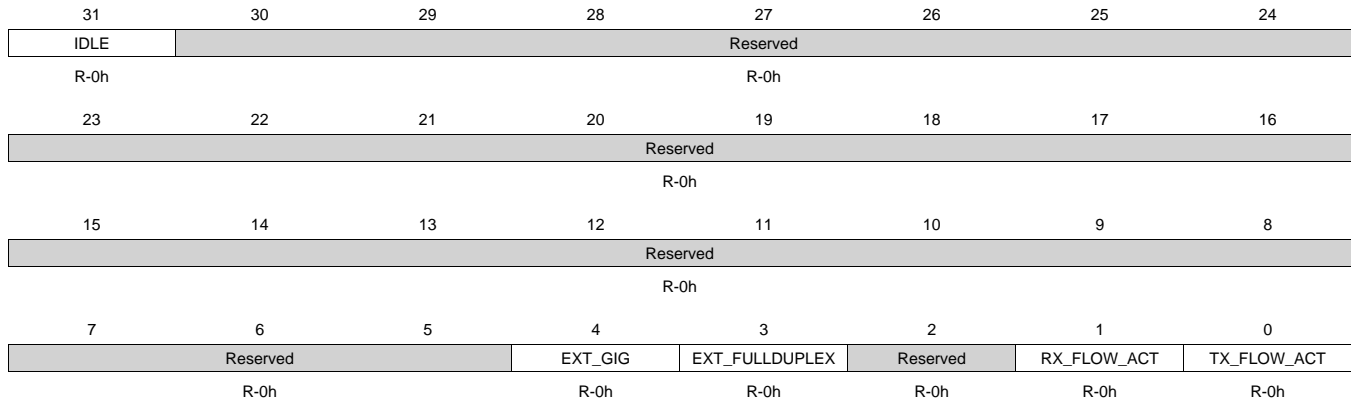 31 30 29 28 27 26 25 24
IDLE Reserved
R-0h R-0h
23 22 21 20 19 18 17 16
Reserved
R-0h
15 14 13 12 11 10 9 8
Reserved
R-0h
7 6 5 4 3 2 1 0
Reserved EXT_GIG EXT_FULLDUPLEX Reserved RX_FLOW_ACT TX_FLOW_ACT
R-0h R-0h R-0h R-0h R-0h R-0h